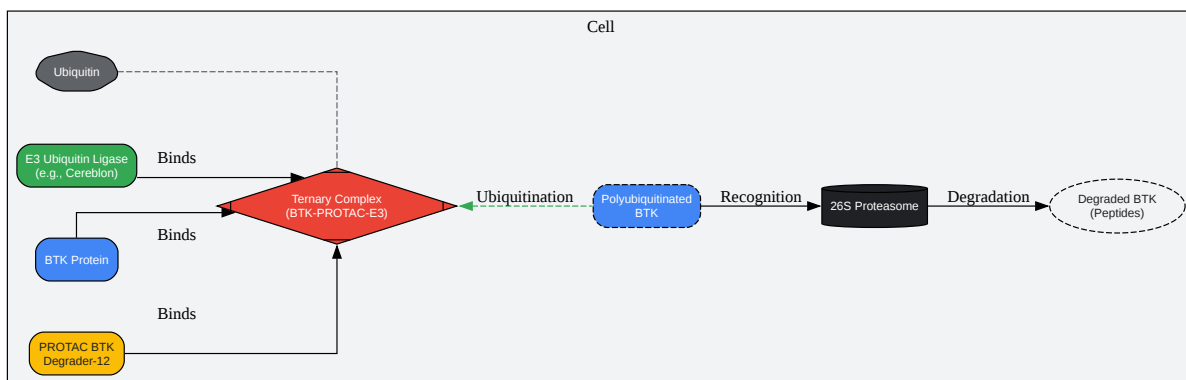 Cell
Ubiquitin
E3 Ubiquitin Ligase
(e.g., Cereblon)
Binds
Ternary Complex
(BTK-PROTAC-E3)
Ubiquitination
Polyubiquitinated
BTK
Recognition
26S Proteasome
Degradation
Degraded BTK
(Peptides)
Binds
BTK Protein
Binds
PROTAC BTK
Degrader-12